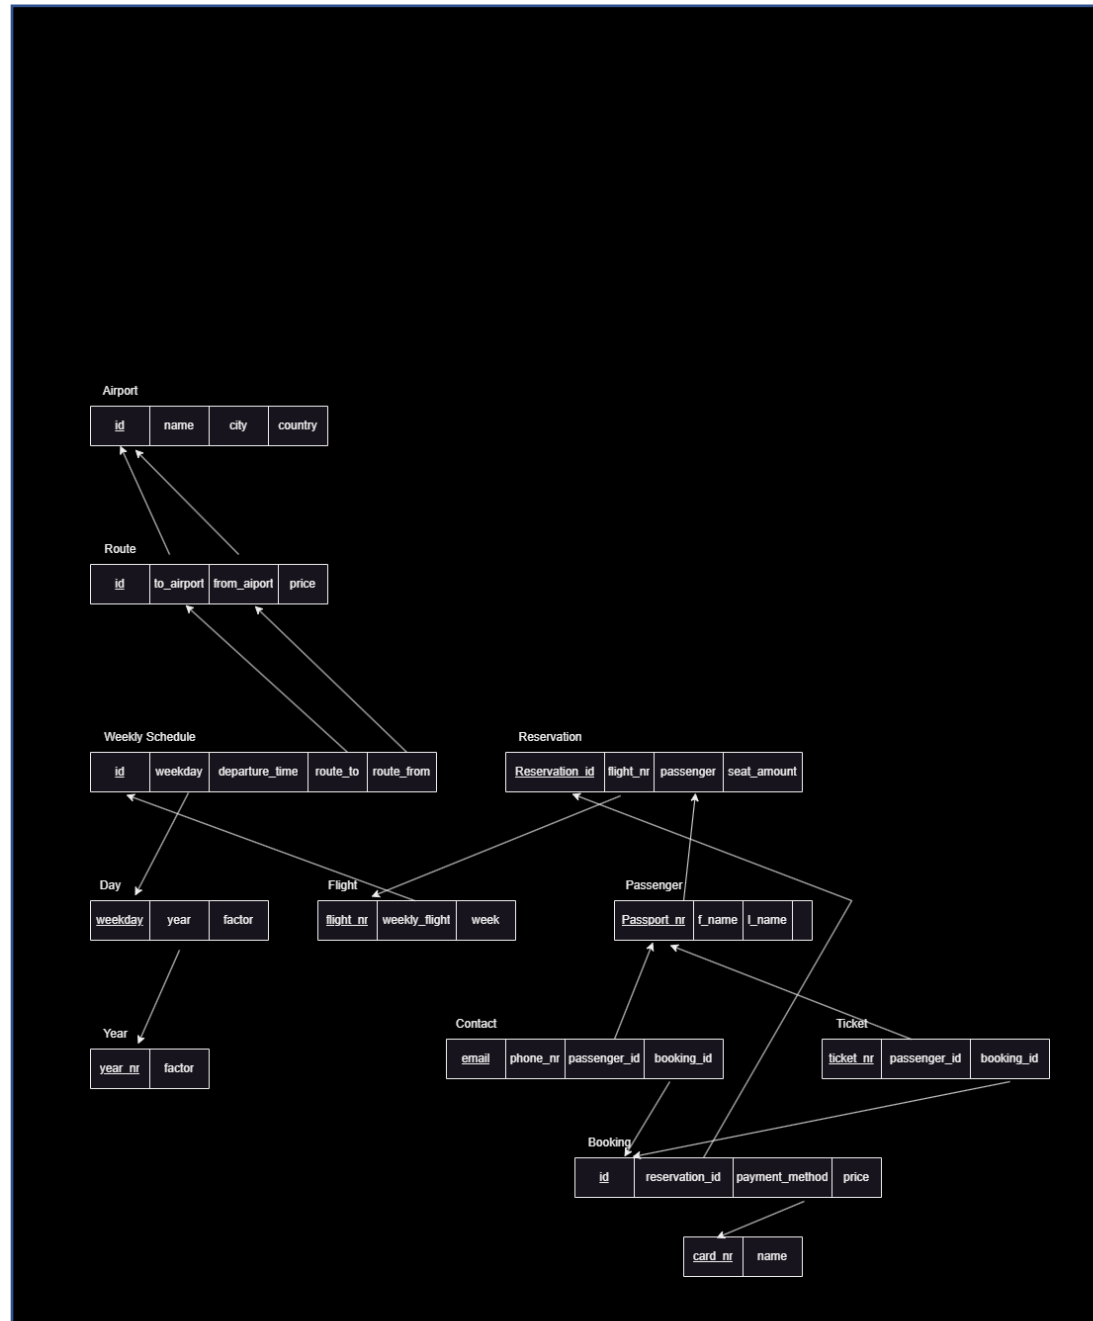 Airport
id name city country
Route
id to_airport from_aiport price
Weekly Schedule
id weekday departure_time route_to route_from
Reservation
Reservation_id flight_nr passenger seat_amount
Day
weekday year factor
Flight
flight_nr weekly_flight week
Passenger
Passport_nr f_name l_name
Year
year_nr factor
Contact
email phone_nr passenger_id booking_id
Ticket
ticket_nr passenger_id booking_id
Booking
id reservation_id payment_method price
card_nr name